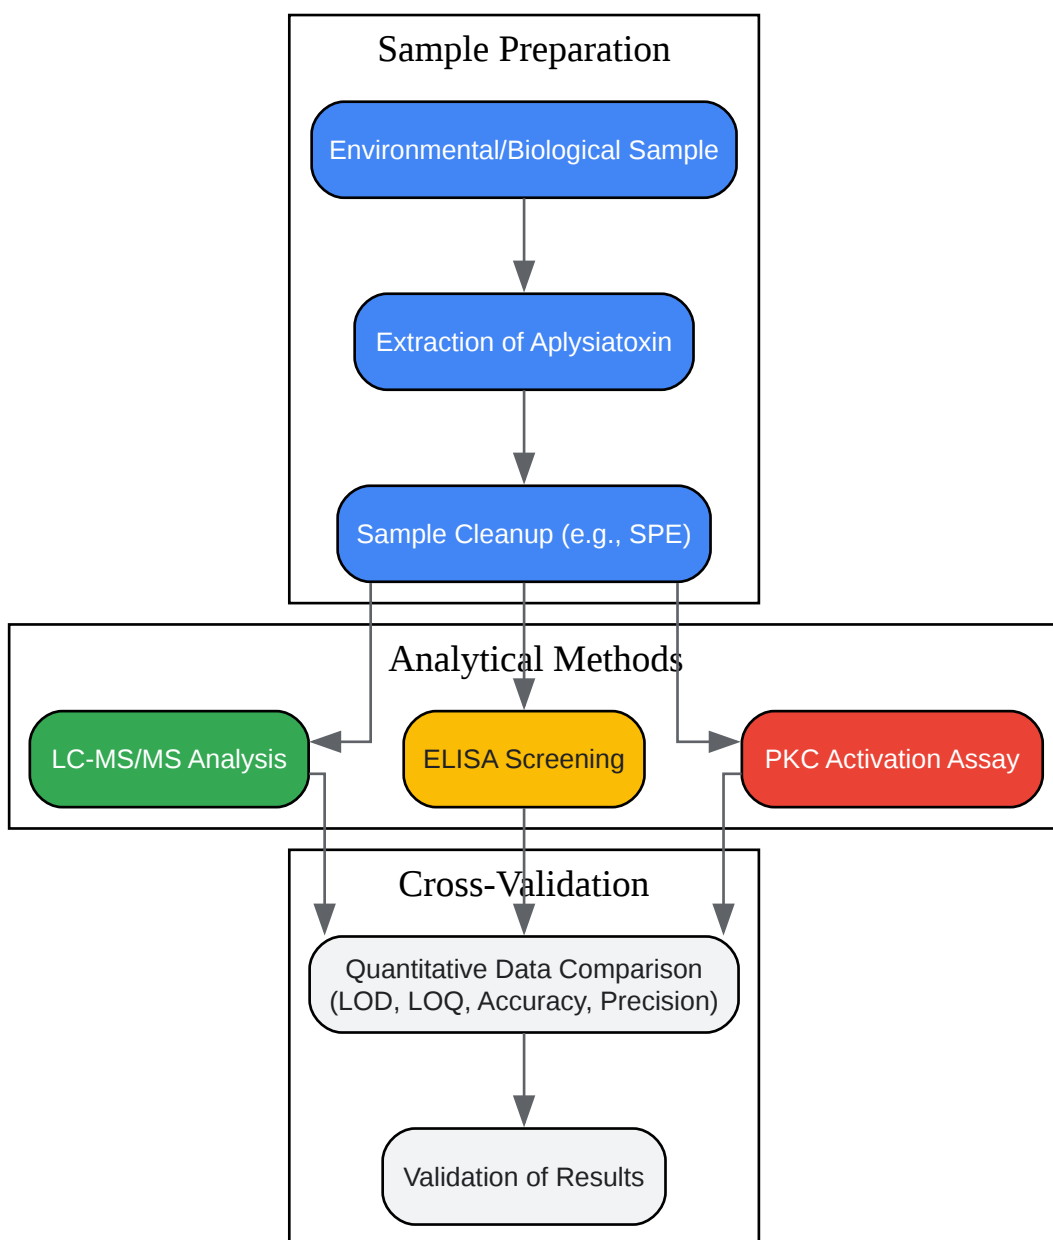 Sample Preparation
Environmental/Biological Sample
Extraction of Aplysiatoxin
Sample Cleanup (e.g., SPE)
Analytical Methods
LC-MS/MS Analysis
ELISA Screening
PKC Activation Assay
Cross-Validation
Quantitative Data Comparison
(LOD, LOQ, Accuracy, Precision)
Validation of Results